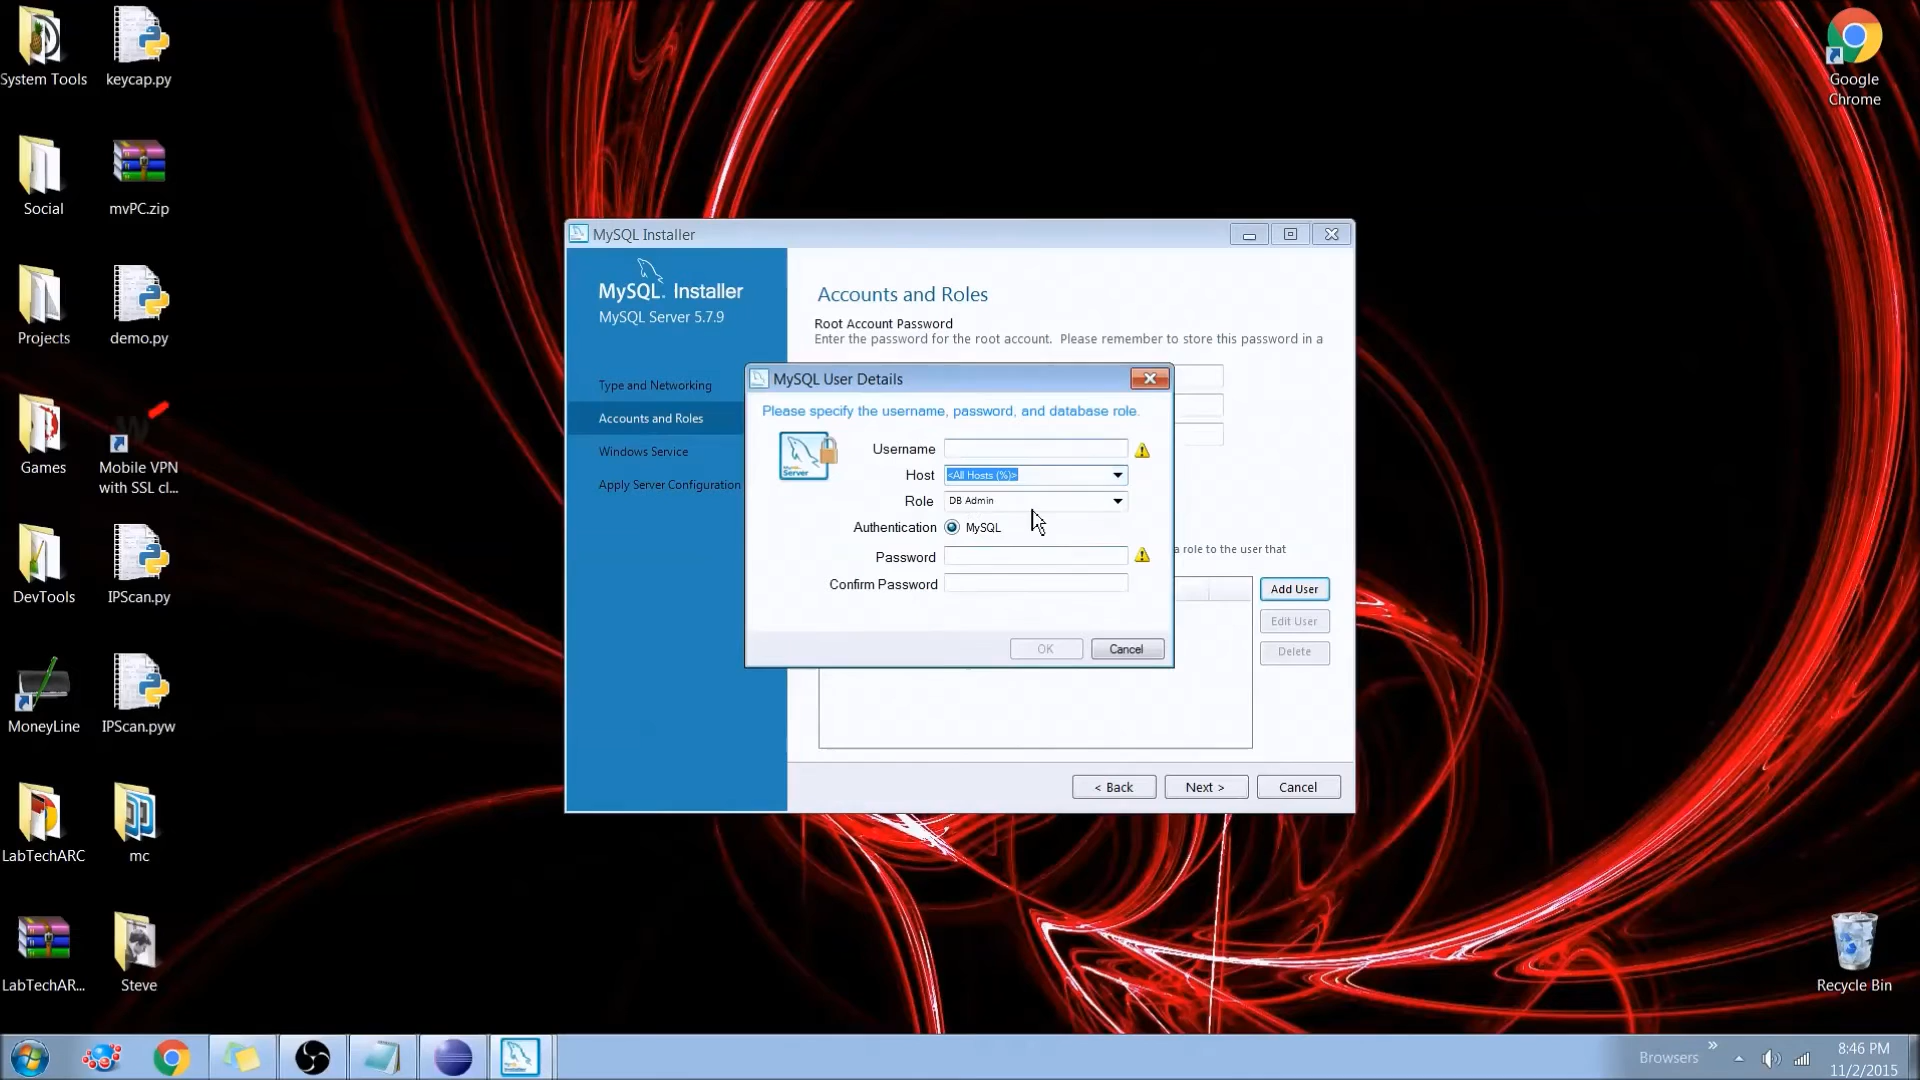 System Tools
keycap.py
Google
Chrome
Social
mvPC.zip
Projects
demo.py
Games
Mobile VPN
with SSL cl...
DevTools
IPScan.py
MoneyLine
IPScan.pyw
LabTechARC
mc
LabTechAR...
Steve
Recycle Bin
MySQL Installer
MySQL. Installer
MySQL Server 5.7.9
Type and Networking
Accounts and Roles
Windows Service
Apply Server Configuration
Accounts and Roles
Root Account Password
Enter the password for the root account. Please remember to store this password in a
MySQL User Details
Please specify the username, password, and database role.
Server
Username
Host <All Hosts (%)>
Role DB Admin
Authentication MySQL
Password
Confirm Password
OK Cancel
a role to the user that
Add User
Edit User
Delete
< Back Next > Cancel
Browsers »
8:46 PM
11/2/2015